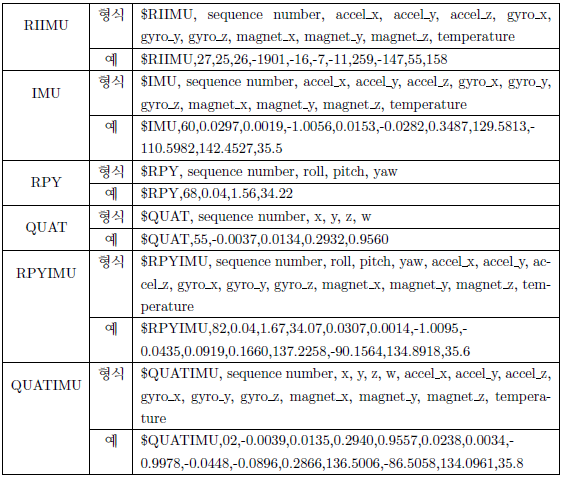 RIIMU 형식 $RIIMU, sequence number, accel_x, accel_y, accel_z, gyro_x,
gyro_y, gyro_z, magnet_x, magnet_y, magnet_z, temperature
예 $RIIMU,27,25,26,-1901,-16,-7,-11,259,-147,55,158
IMU 형식 $IMU, sequence number, accel_x, accel_y, accel_z, gyro_x, gyro_y,
gyro_z, magnet_x, magnet_y, magnet_z, temperature
예 $IMU,60,0.0297,0.0019,-1.0056,0.0153,-0.0282,0.3487,129.5813,-
110.5982,142.4527,35.5
RPY 형식 $RPY, sequence number, roll, pitch, yaw
예 $RPY,68,0.04,1.56,34.22
QUAT 형식 $QUAT, sequence number, x, y, z, w
예 $QUAT,55,-0.0037,0.0134,0.2932,0.9560
RPYIMU 형식 $RPYIMU, sequence number, roll, pitch, yaw, accel_x, accel_y, ac-
cel_z, gyro_x, gyro_y, gyro_z, magnet_x, magnet_y, magnet_z, tem-
perature
예 $RPYIMU,82,0.04,1.67,34.07,0.0307,0.0014,-1.0095,-
0.0435,0.0919,0.1660,137.2258,-90.1564,134.8918,35.6
QUATIMU 형식 $QUATIMU, sequence number, x, y, z, w, accel_x, accel_y, accel_z,
gyro_x, gyro_y, gyro_z, magnet_x, magnet_y, magnet_z, tempera-
ture
예 $QUATIMU,02,-0.0039,0.0135,0.2940,0.9557,0.0238,0.0034,-
0.9978,-0.0448,-0.0896,0.2866,136.5006,-86.5058,134.0961,35.8